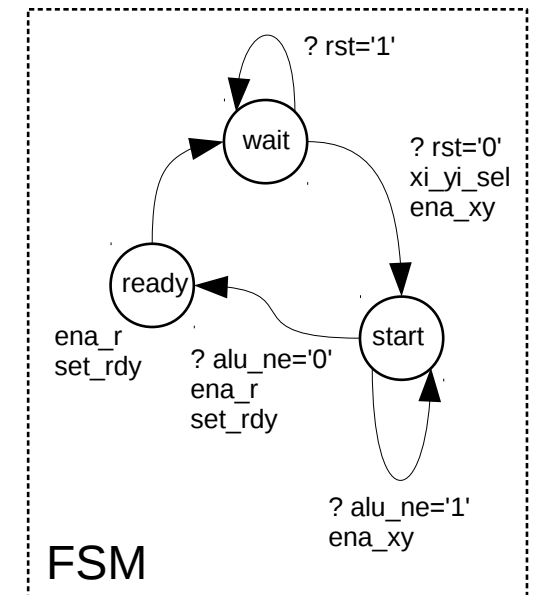 ? rst='1'
wait
? rst='0'
xi_yi_sel
ena_xy
ready
start
ena_r
set_rdy
? alu_ne='0'
ena_r
set_rdy
? alu_ne='1'
ena_xy
FSM